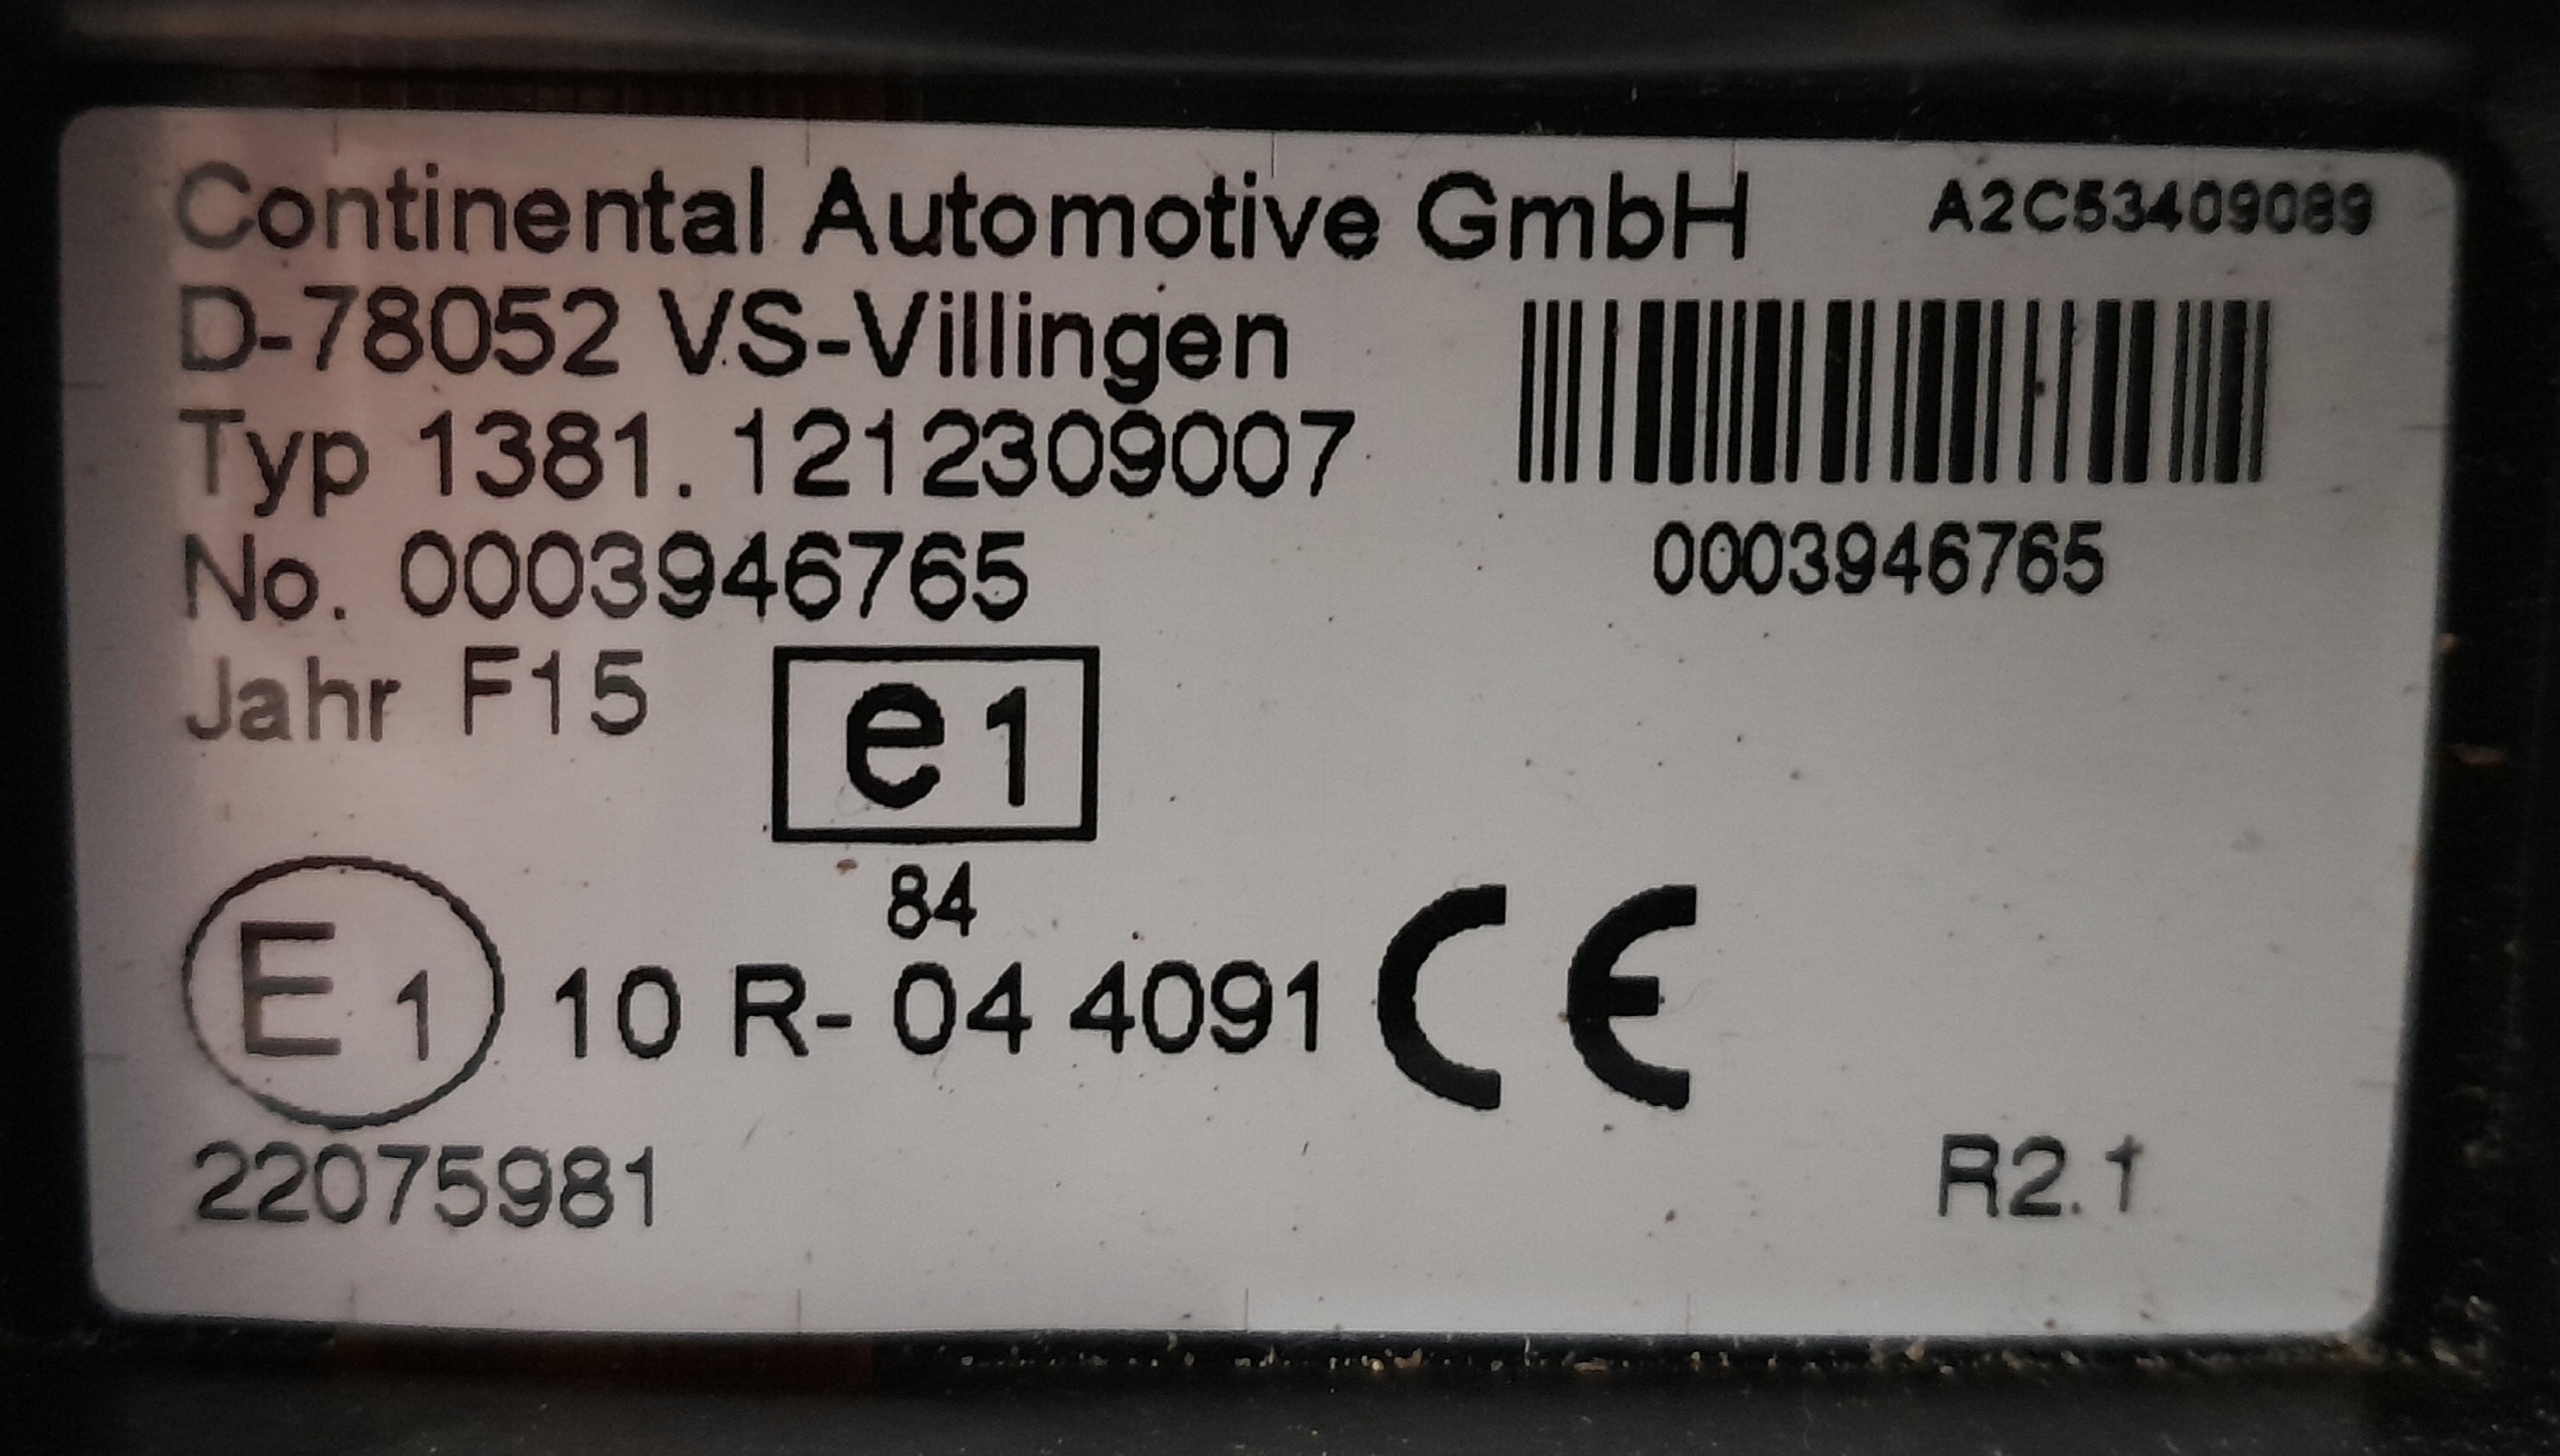 Continental Automotive GmbH A2C53409089
D-78052 VS-Villingen
Typ 1381.1212309007
No. 0003946765 0003946765
Jahr F15 e1
84
E1 10 R- 04 4091 CE
22075981 R2.1